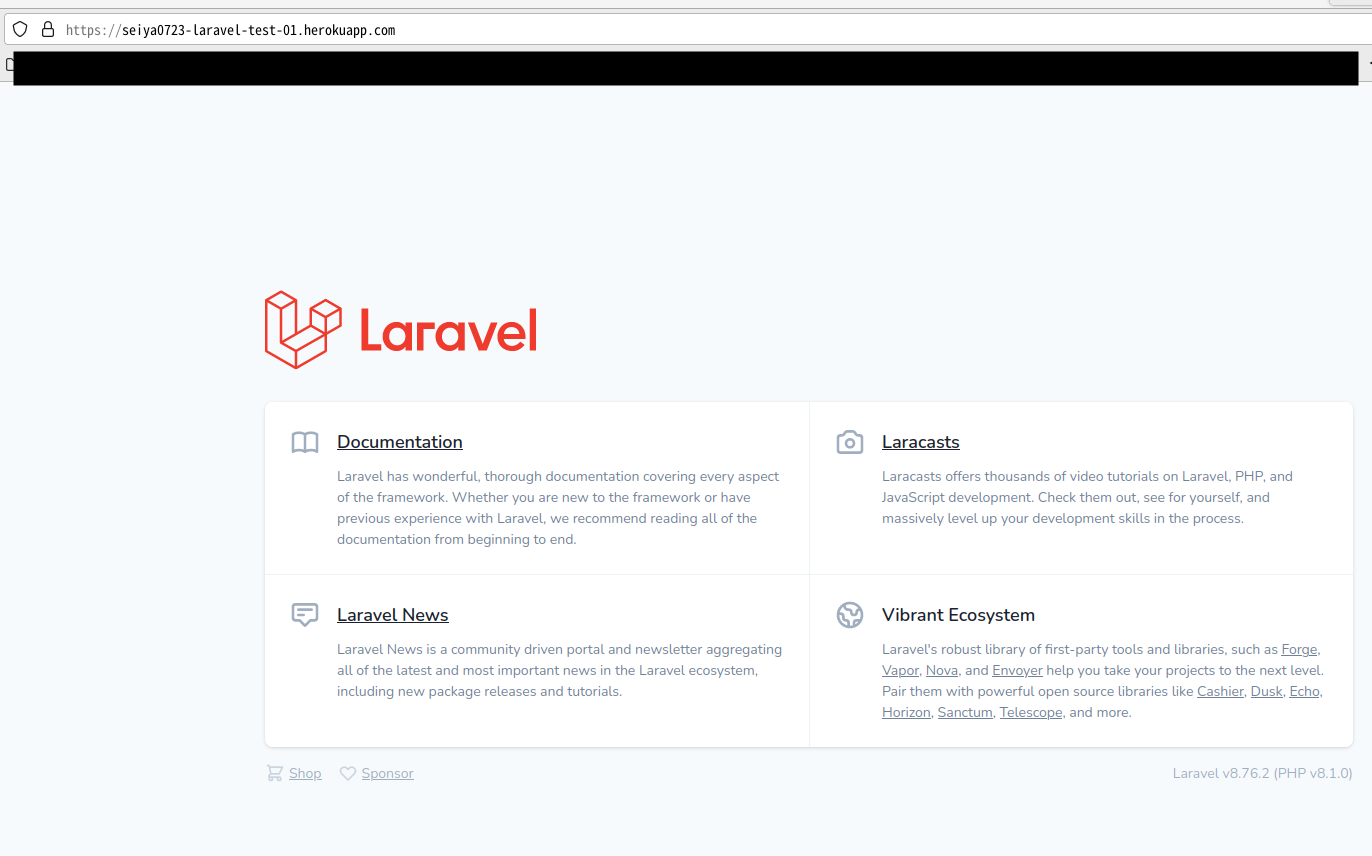 https://seiya0723-laravel-test-01.herokuapp.com
Laravel
Documentation
Laravel has wonderful, thorough documentation covering every aspect
of the framework. Whether you are new to the framework or have
previous experience with Laravel, we recommend reading all of the
documentation from beginning to end.
Laracasts
Laracasts offers thousands of video tutorials on Laravel, PHP, and
JavaScript development. Check them out, see for yourself, and
massively level up your development skills in the process.
Laravel News
Laravel News is a community driven portal and newsletter aggregating
all of the latest and most important news in the Laravel ecosystem,
including new package releases and tutorials.
Vibrant Ecosystem
Laravel's robust library of first-party tools and libraries, such as Forge,
Vapor, Nova, and Envoyer help you take your projects to the next level.
Pair them with powerful open source libraries like Cashier, Dusk, Echo,
Horizon, Sanctum, Telescope, and more.
Shop Sponsor
Laravel v8.76.2 (PHP v8.1.0)